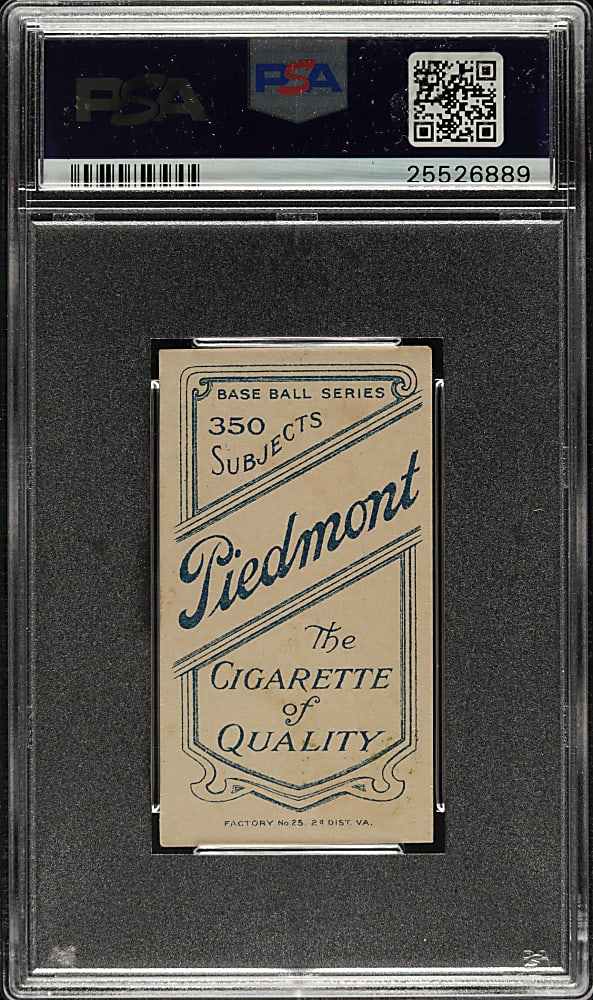 PSA
PSA
25526889
BASE BALL SERIES
350
SUBJECTS
Piedmont
The
CIGARETTE
of
QUALITY
FACTORY No. 25, 2d DIST. VA.
PSA